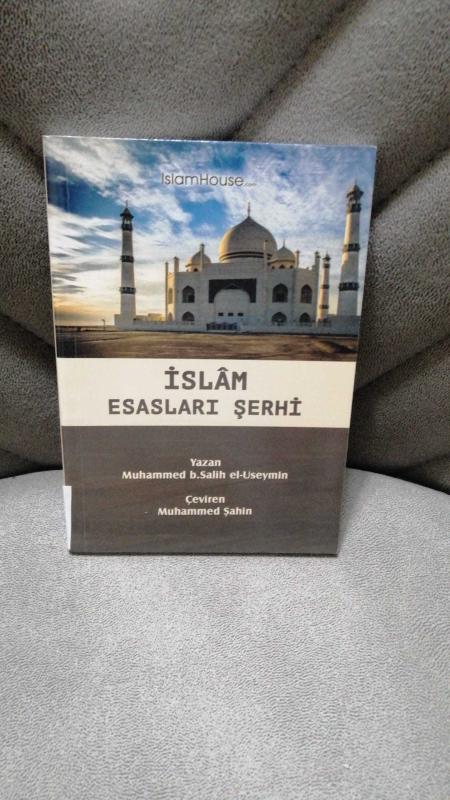 IslamHouse.com
İSLÂM
ESASLARI ŞERHİ
Yazan
Muhammed b.Salih el-Useymin
Çeviren
Muhammed Şahin